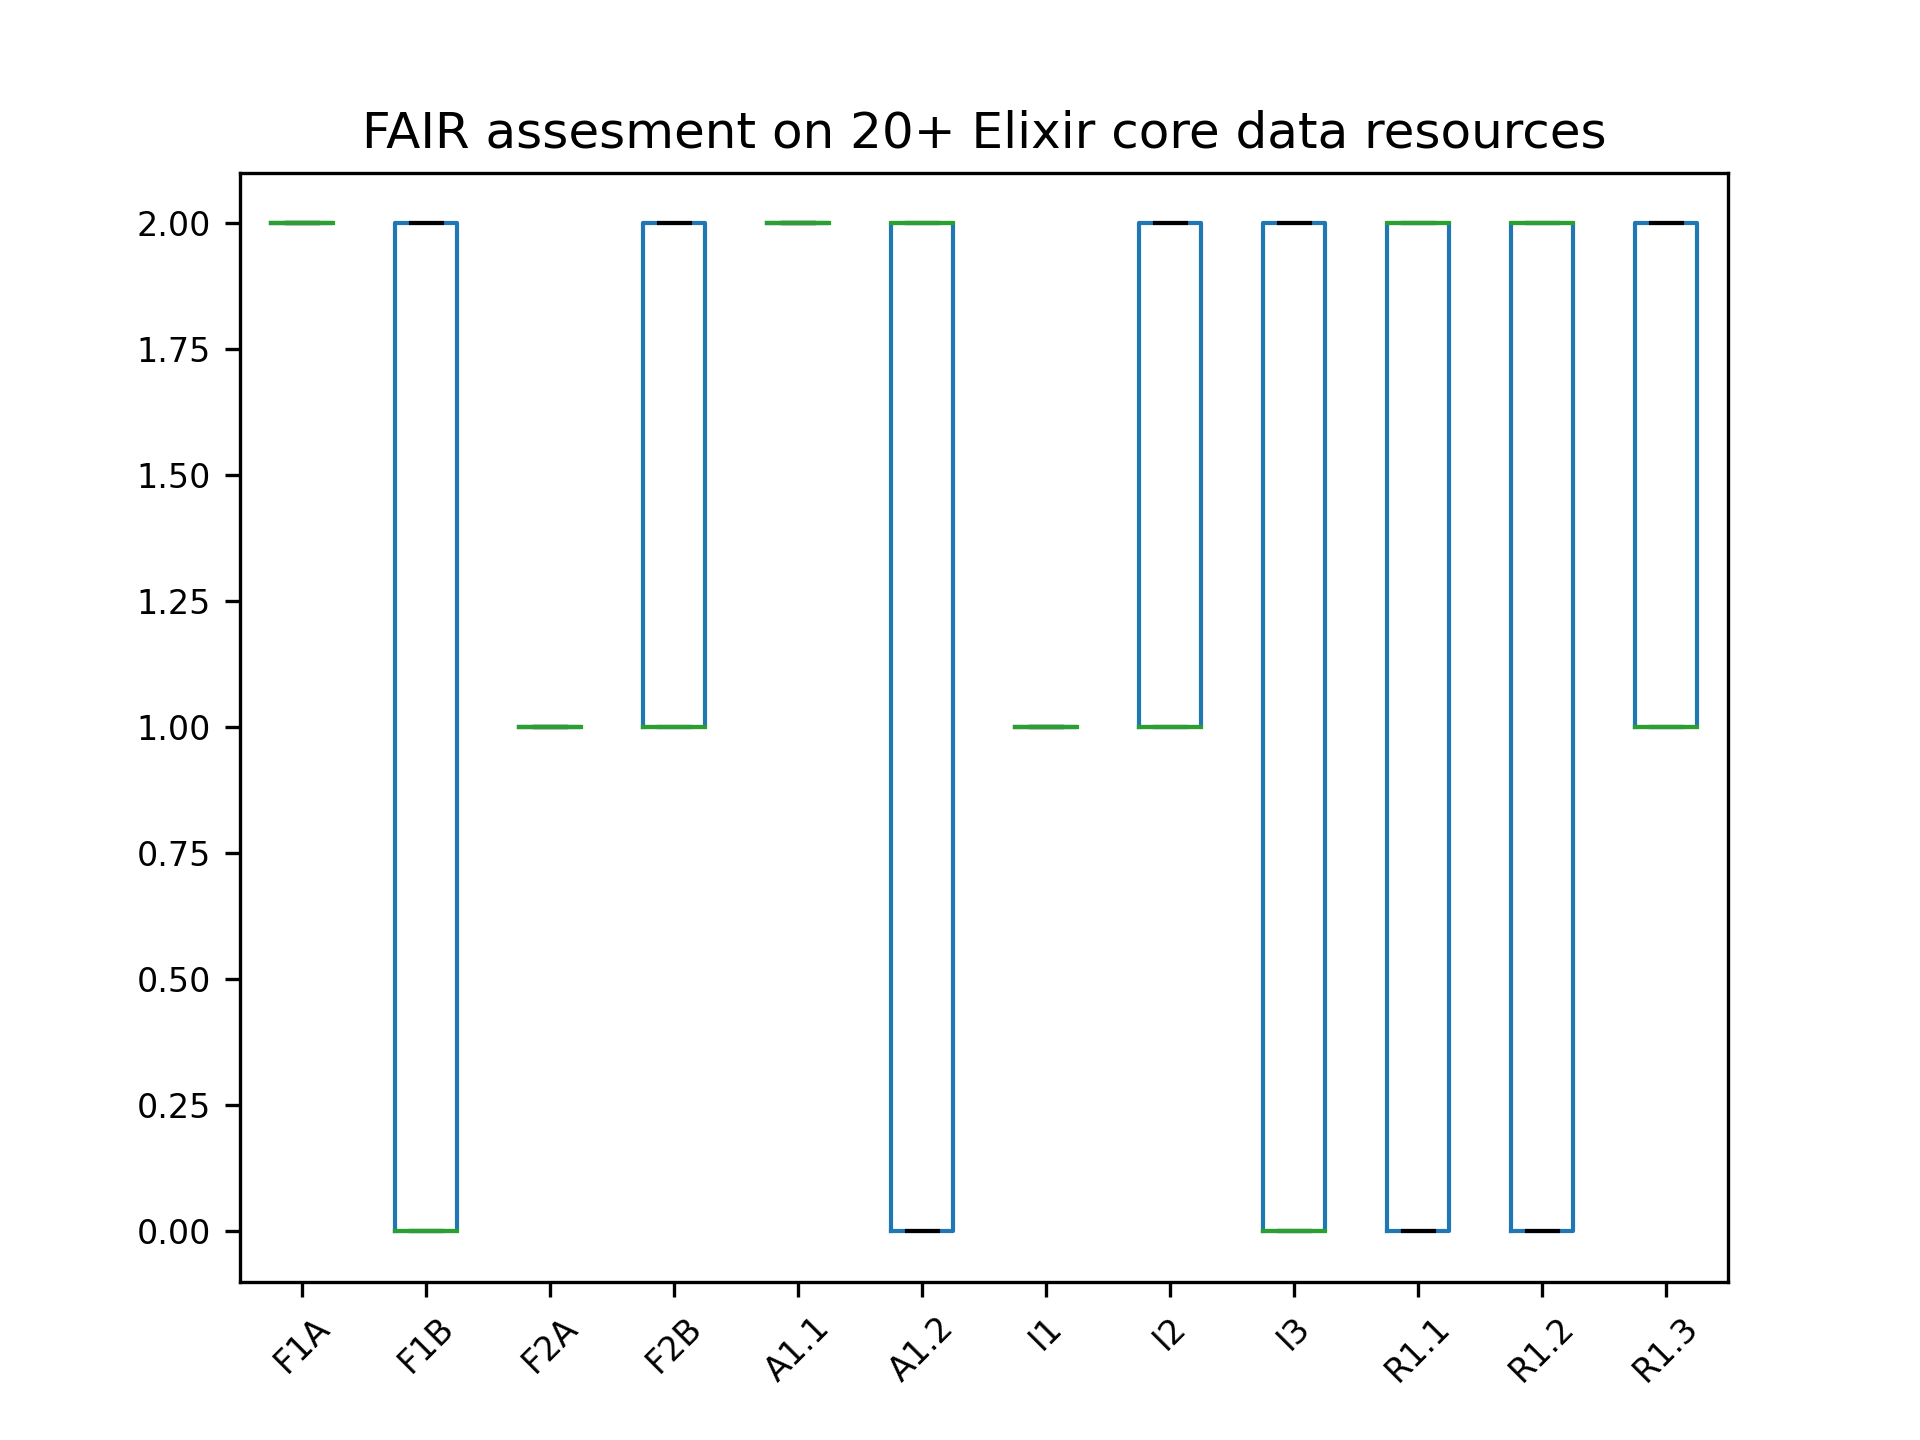 FAIR assesment on 20+ Elixir core data resources
2.00
1.75
1.50
1.25
1.00
0.75
0.50
0.25
0.00
F1A
F1B
F2A
F2B
A1.1
A1.2
I1
I2
I3
R1.1
R1.2
R1.3